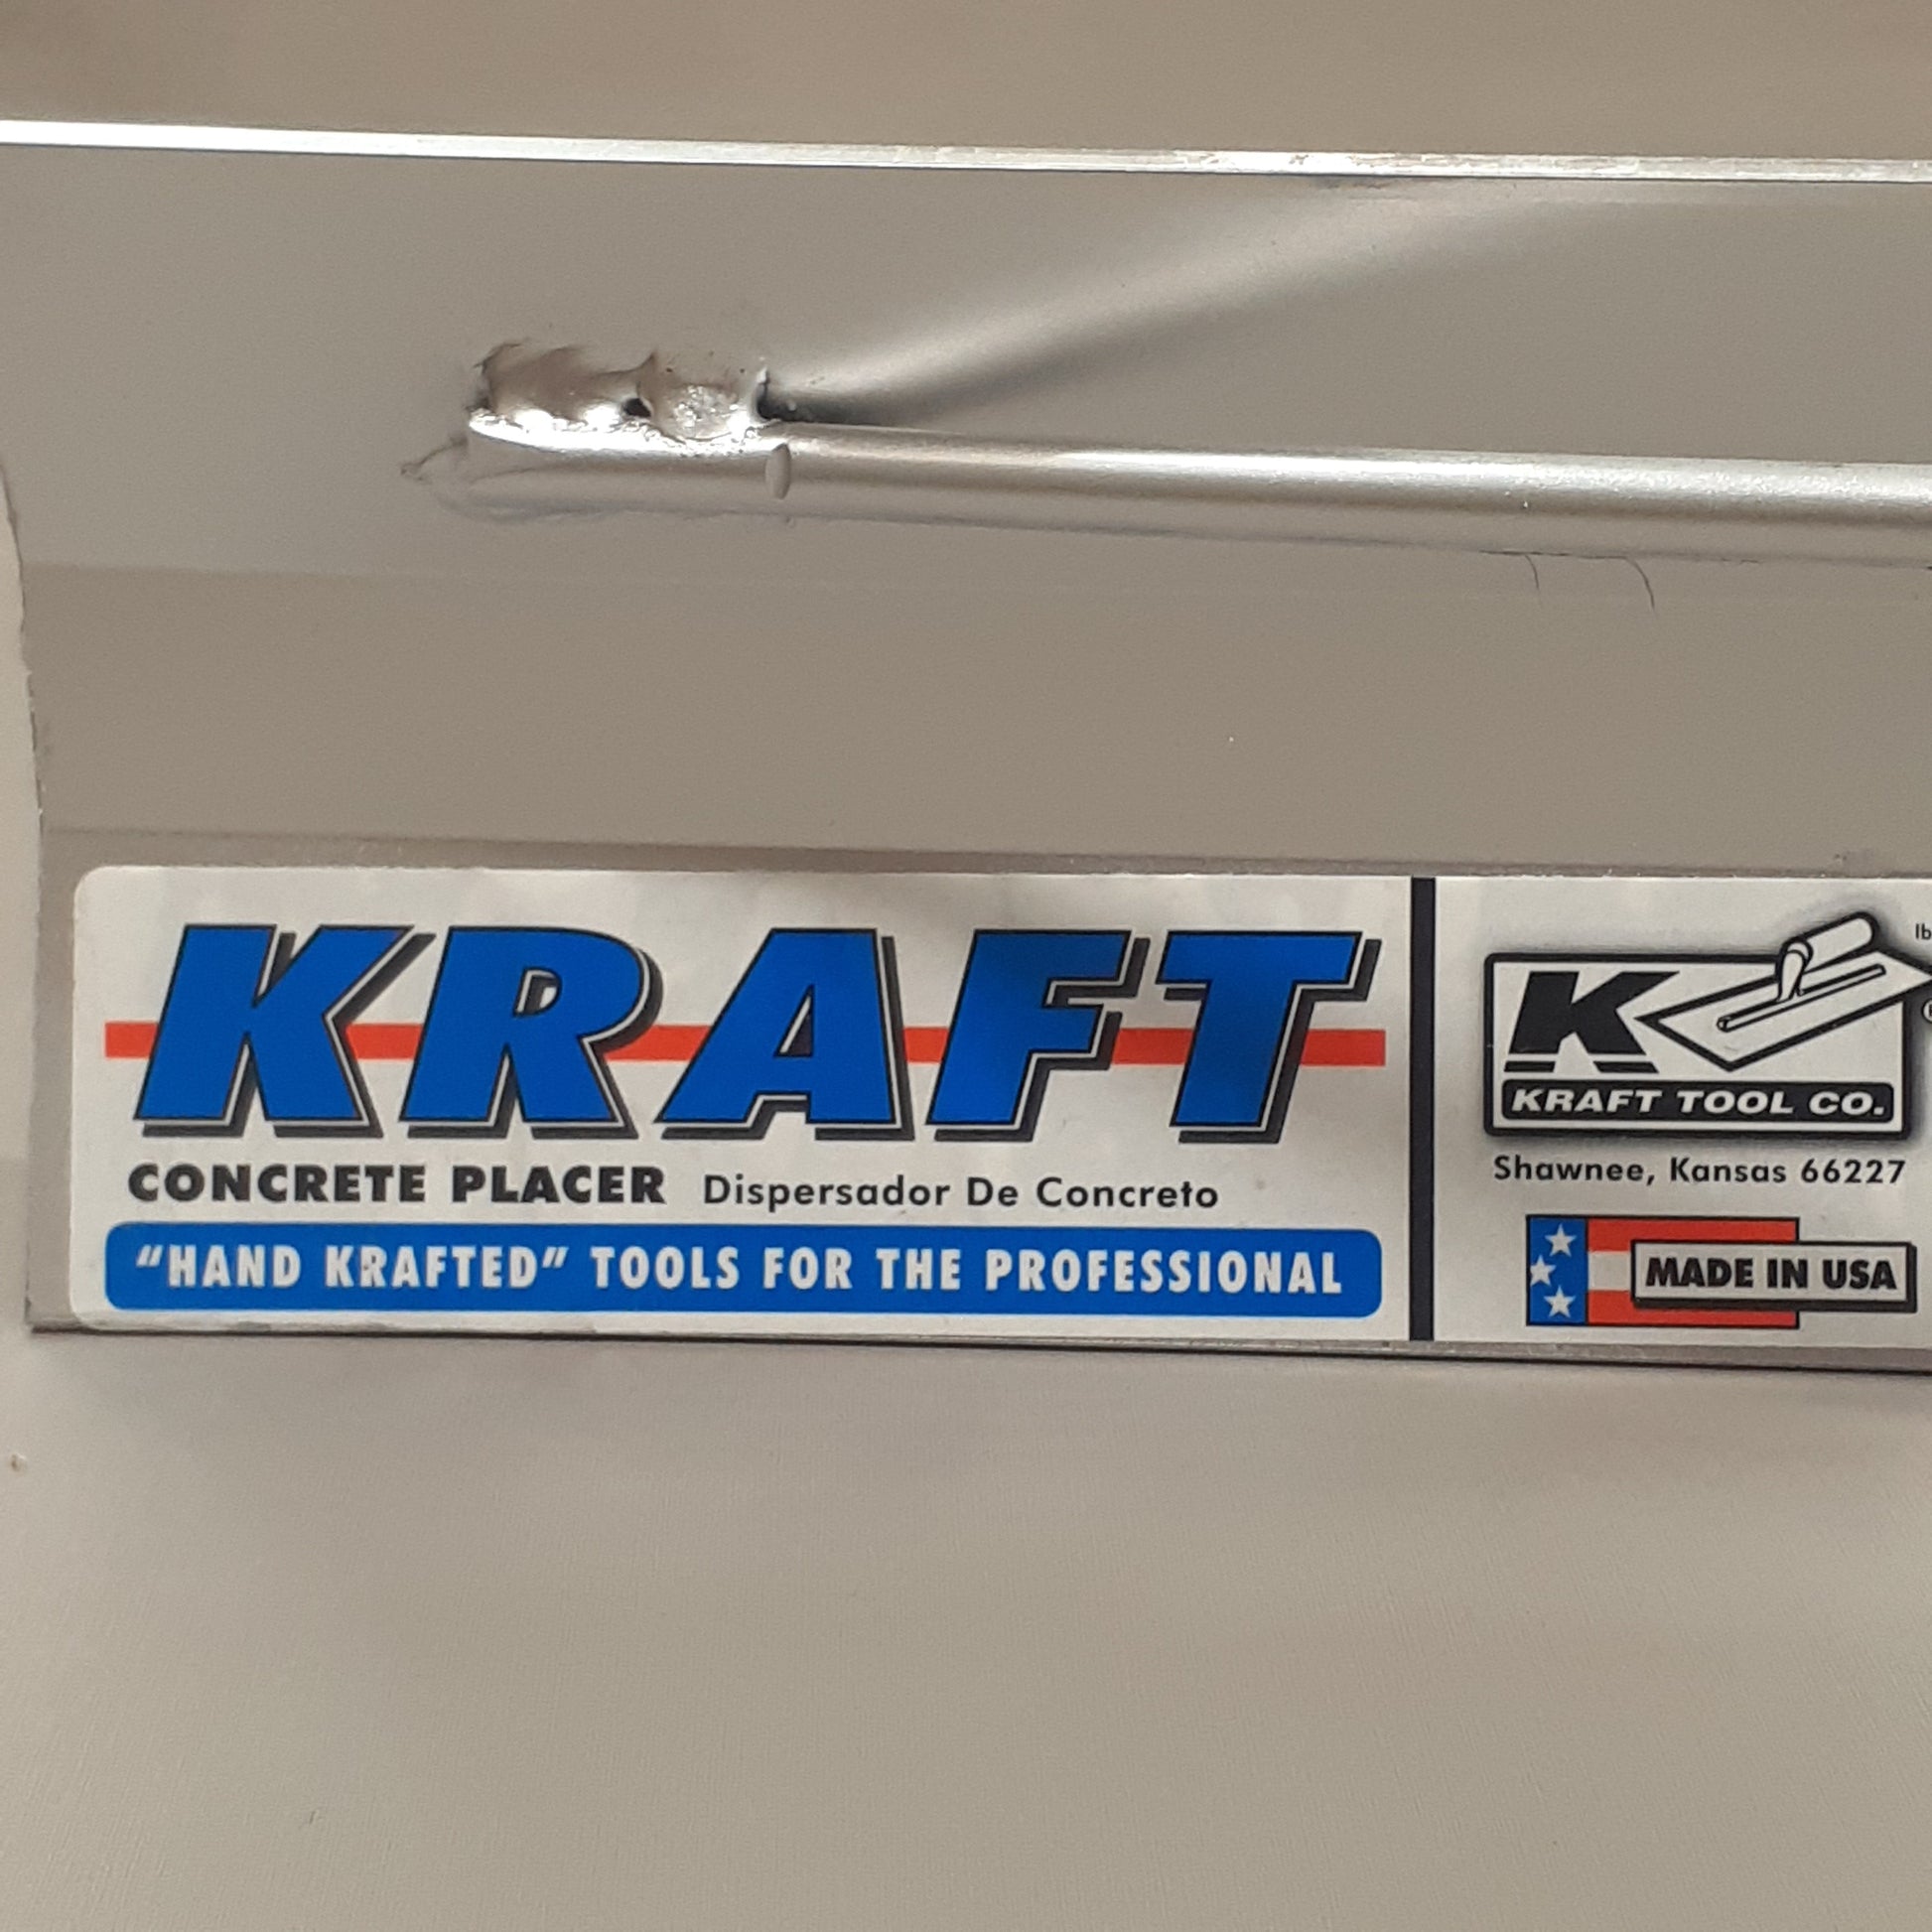 KRAFT
CONCRETE PLACER Dispersador De Concreto
“HAND KRAFTED” TOOLS FOR THE PROFESSIONAL
K
KRAFT TOOL CO.
Shawnee, Kansas 66227
MADE IN USA